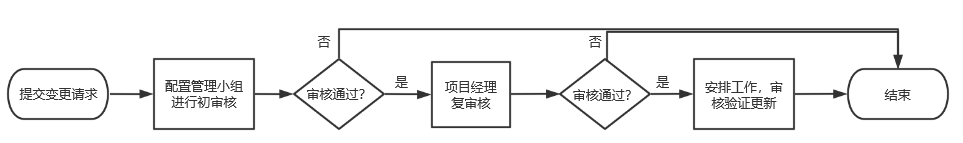 否
否
提交变更请求
配置管理小组
进行初审核
审核通过?
是
项目经理
复审核
审核通过?
是
安排工作，审
核验证更新
结束